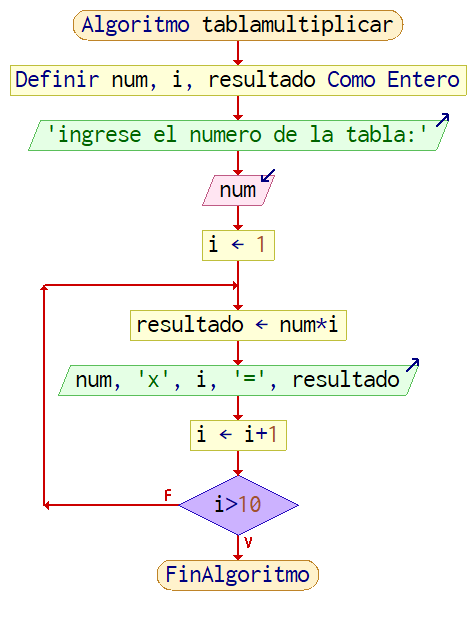 Algoritmo tablamultiplicar
Definir num, i, resultado Como Entero
'ingrese el numero de la tabla:'
num
i ← 1
resultado ← num*i
num, 'x', i, '=', resultado
i ← i+1
i>10
F
V
FinAlgoritmo